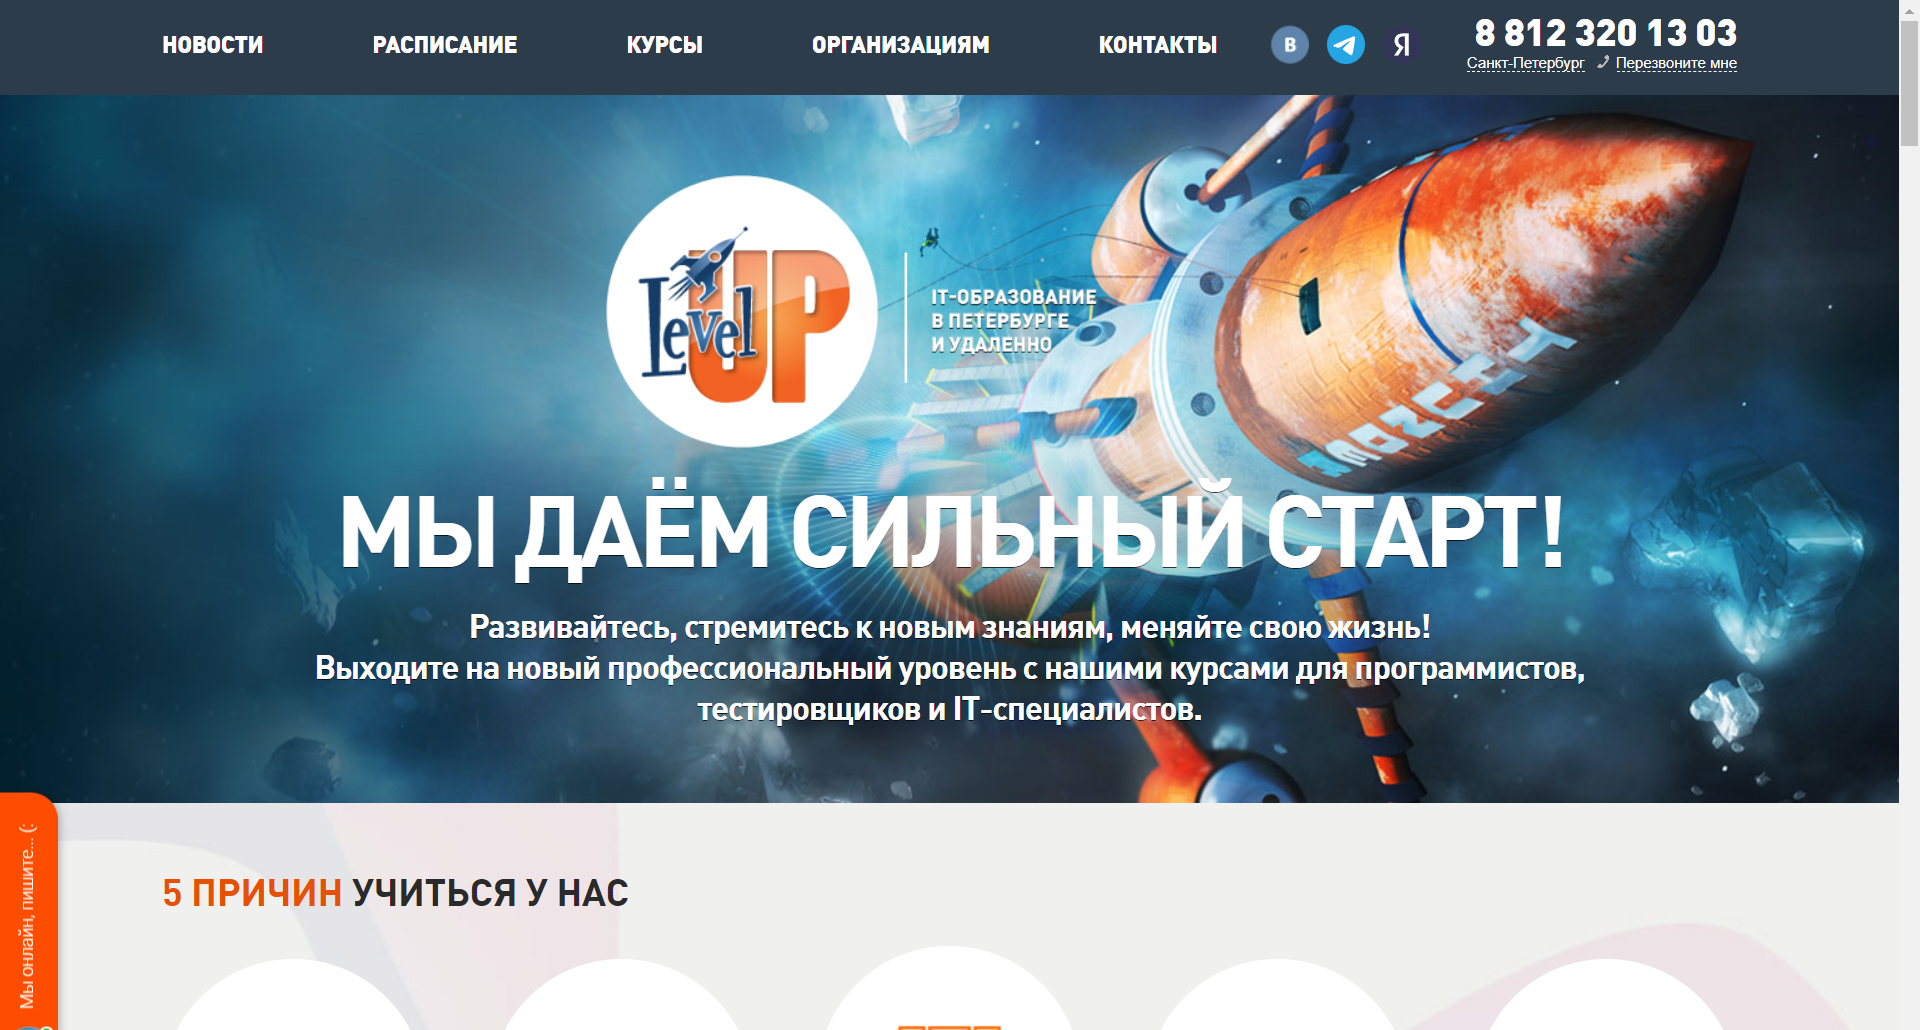 НОВОСТИ
РАСПИСАНИЕ
КУРСЫ
ОРГАНИЗАЦИЯМ
КОНТАКТЫ
В
Я
8 812 320 13 03
Санкт-Петербург
Перезвоните мне
Level UP
IT-ОБРАЗОВАНИЕ
В ПЕТЕРБУРГЕ
И УДАЛЕННО
МЫ ДАЁМ СИЛЬНЫЙ СТАРТ!
Развивайтесь, стремитесь к новым знаниям, меняйте свою жизнь!
Выходите на новый профессиональный уровень с нашими курсами для программистов,
тестировщиков и IT-специалистов.
Мы онлайн, пишите... (:
5 ПРИЧИН УЧИТЬСЯ У НАС